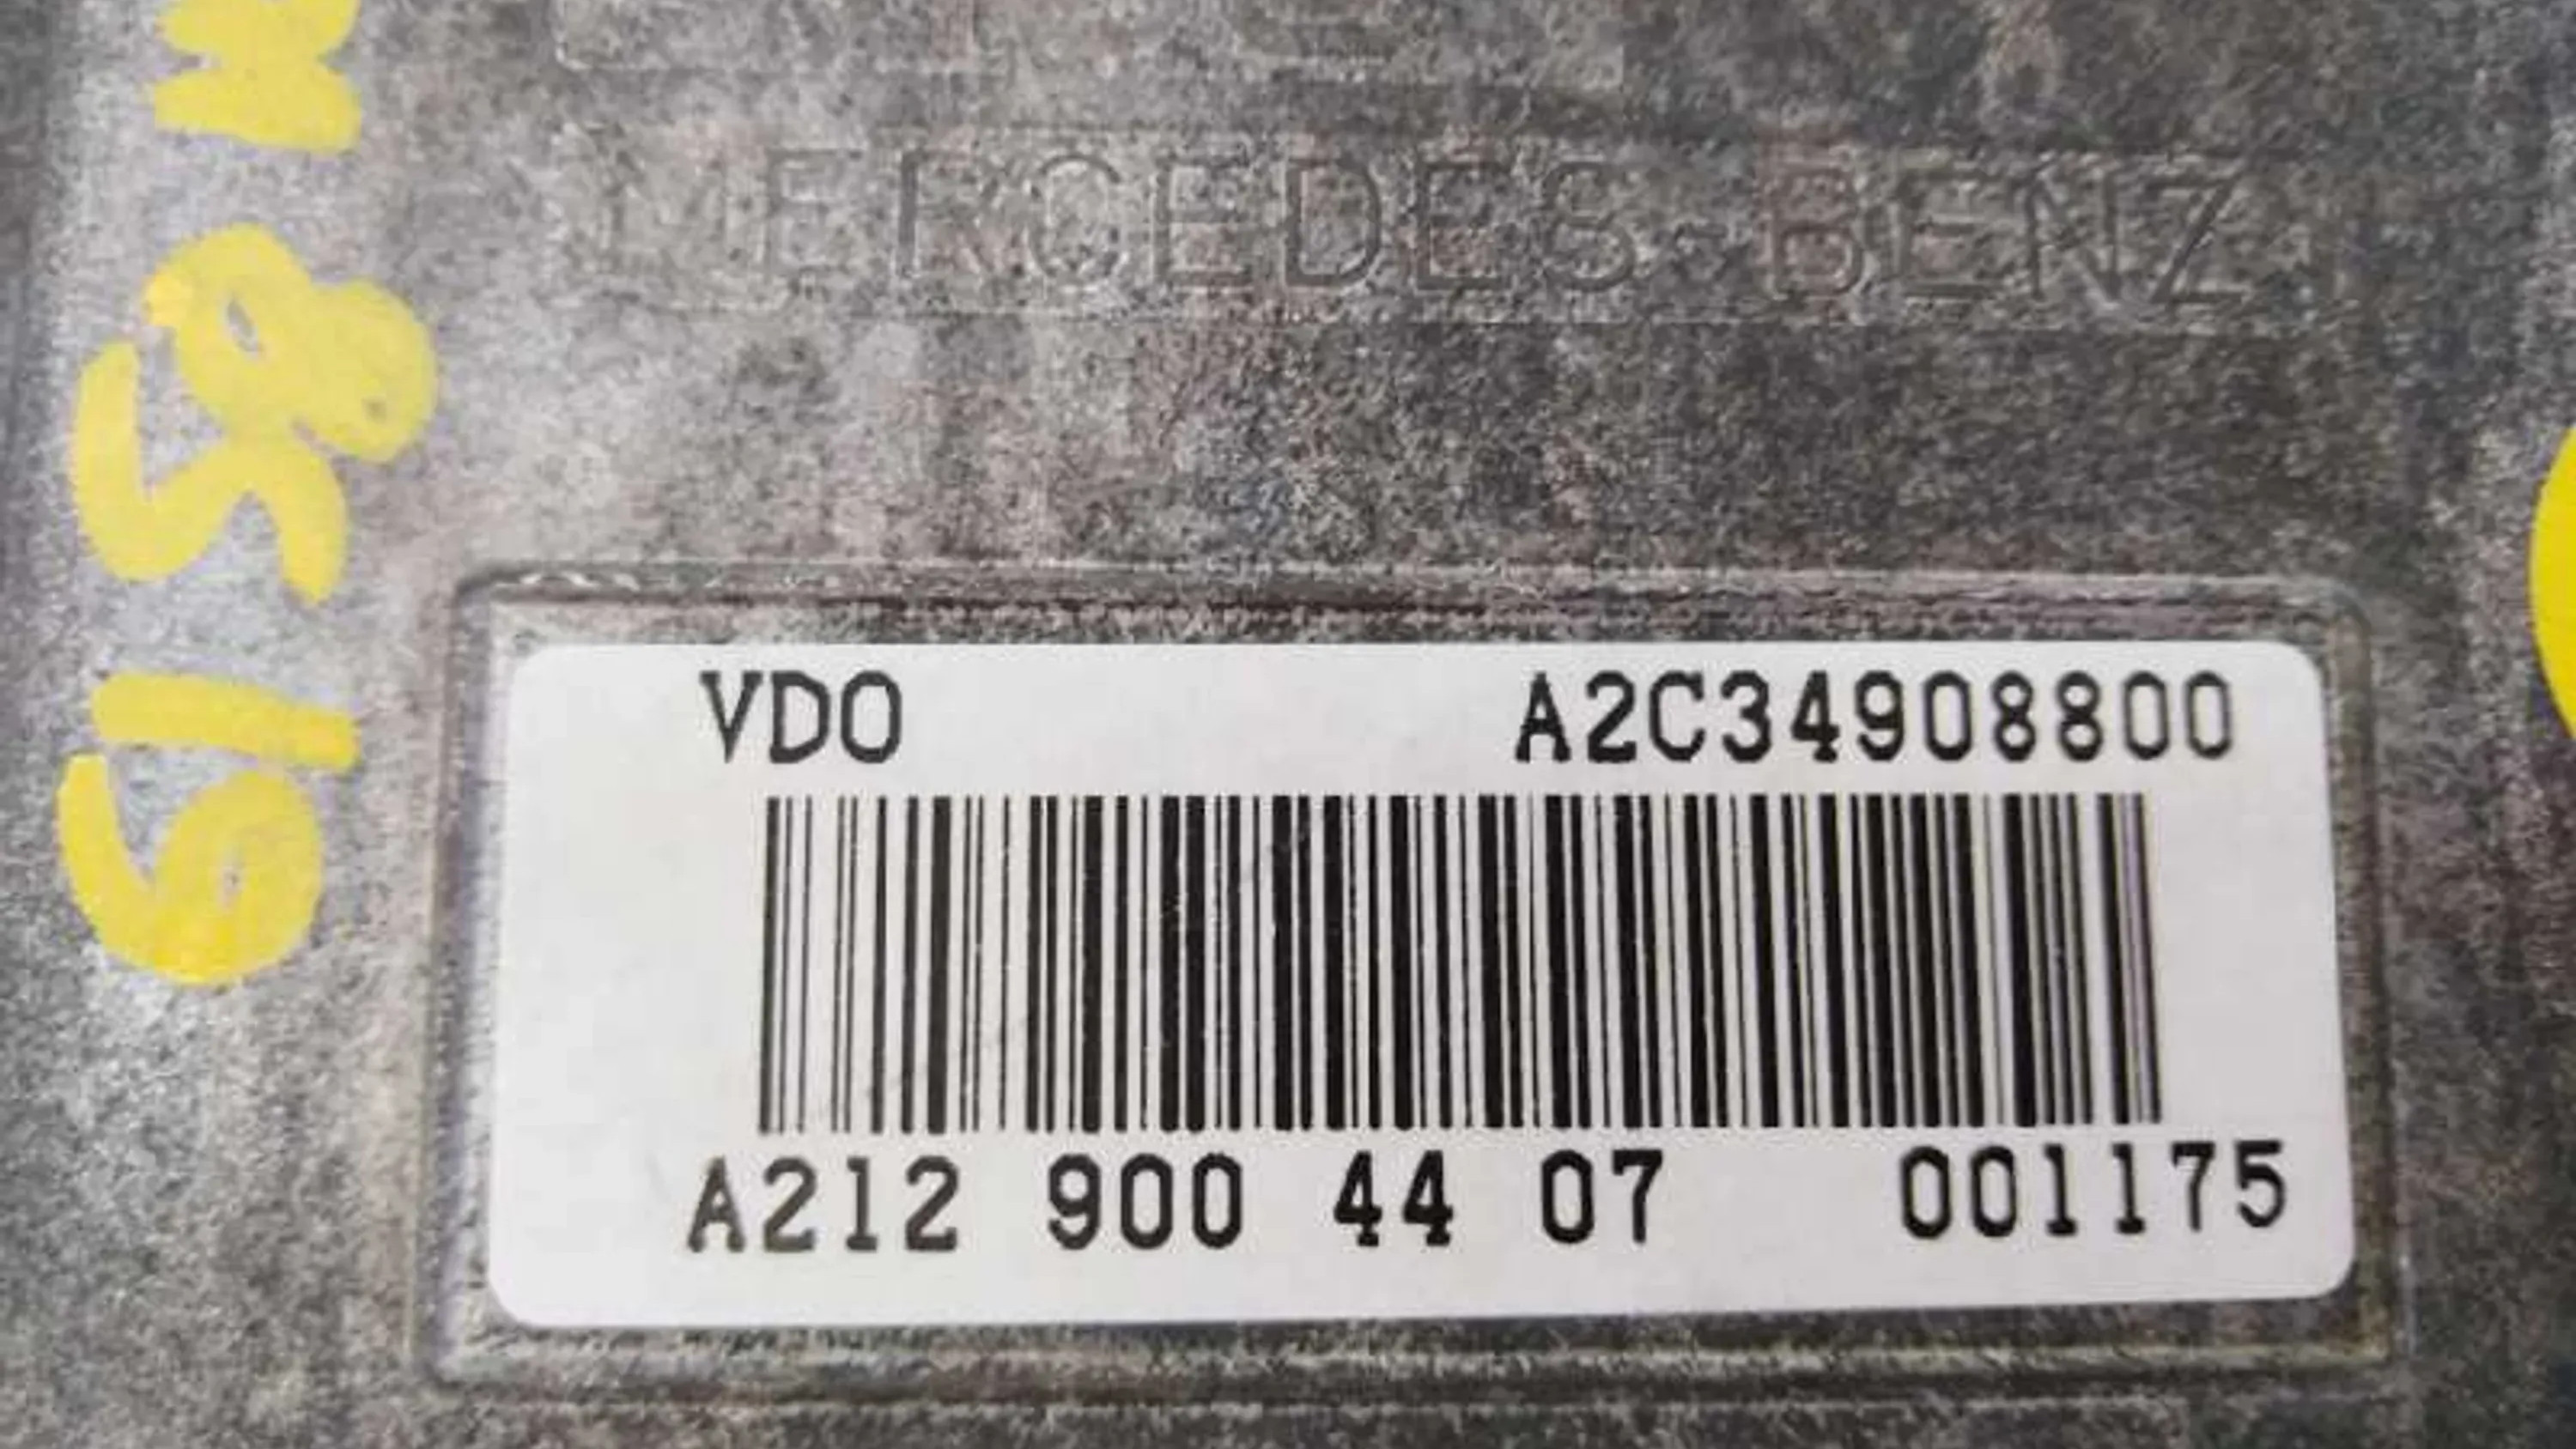 MERCEDES-BENZ
VDO A2C34908800
A212 900 44 07 001175